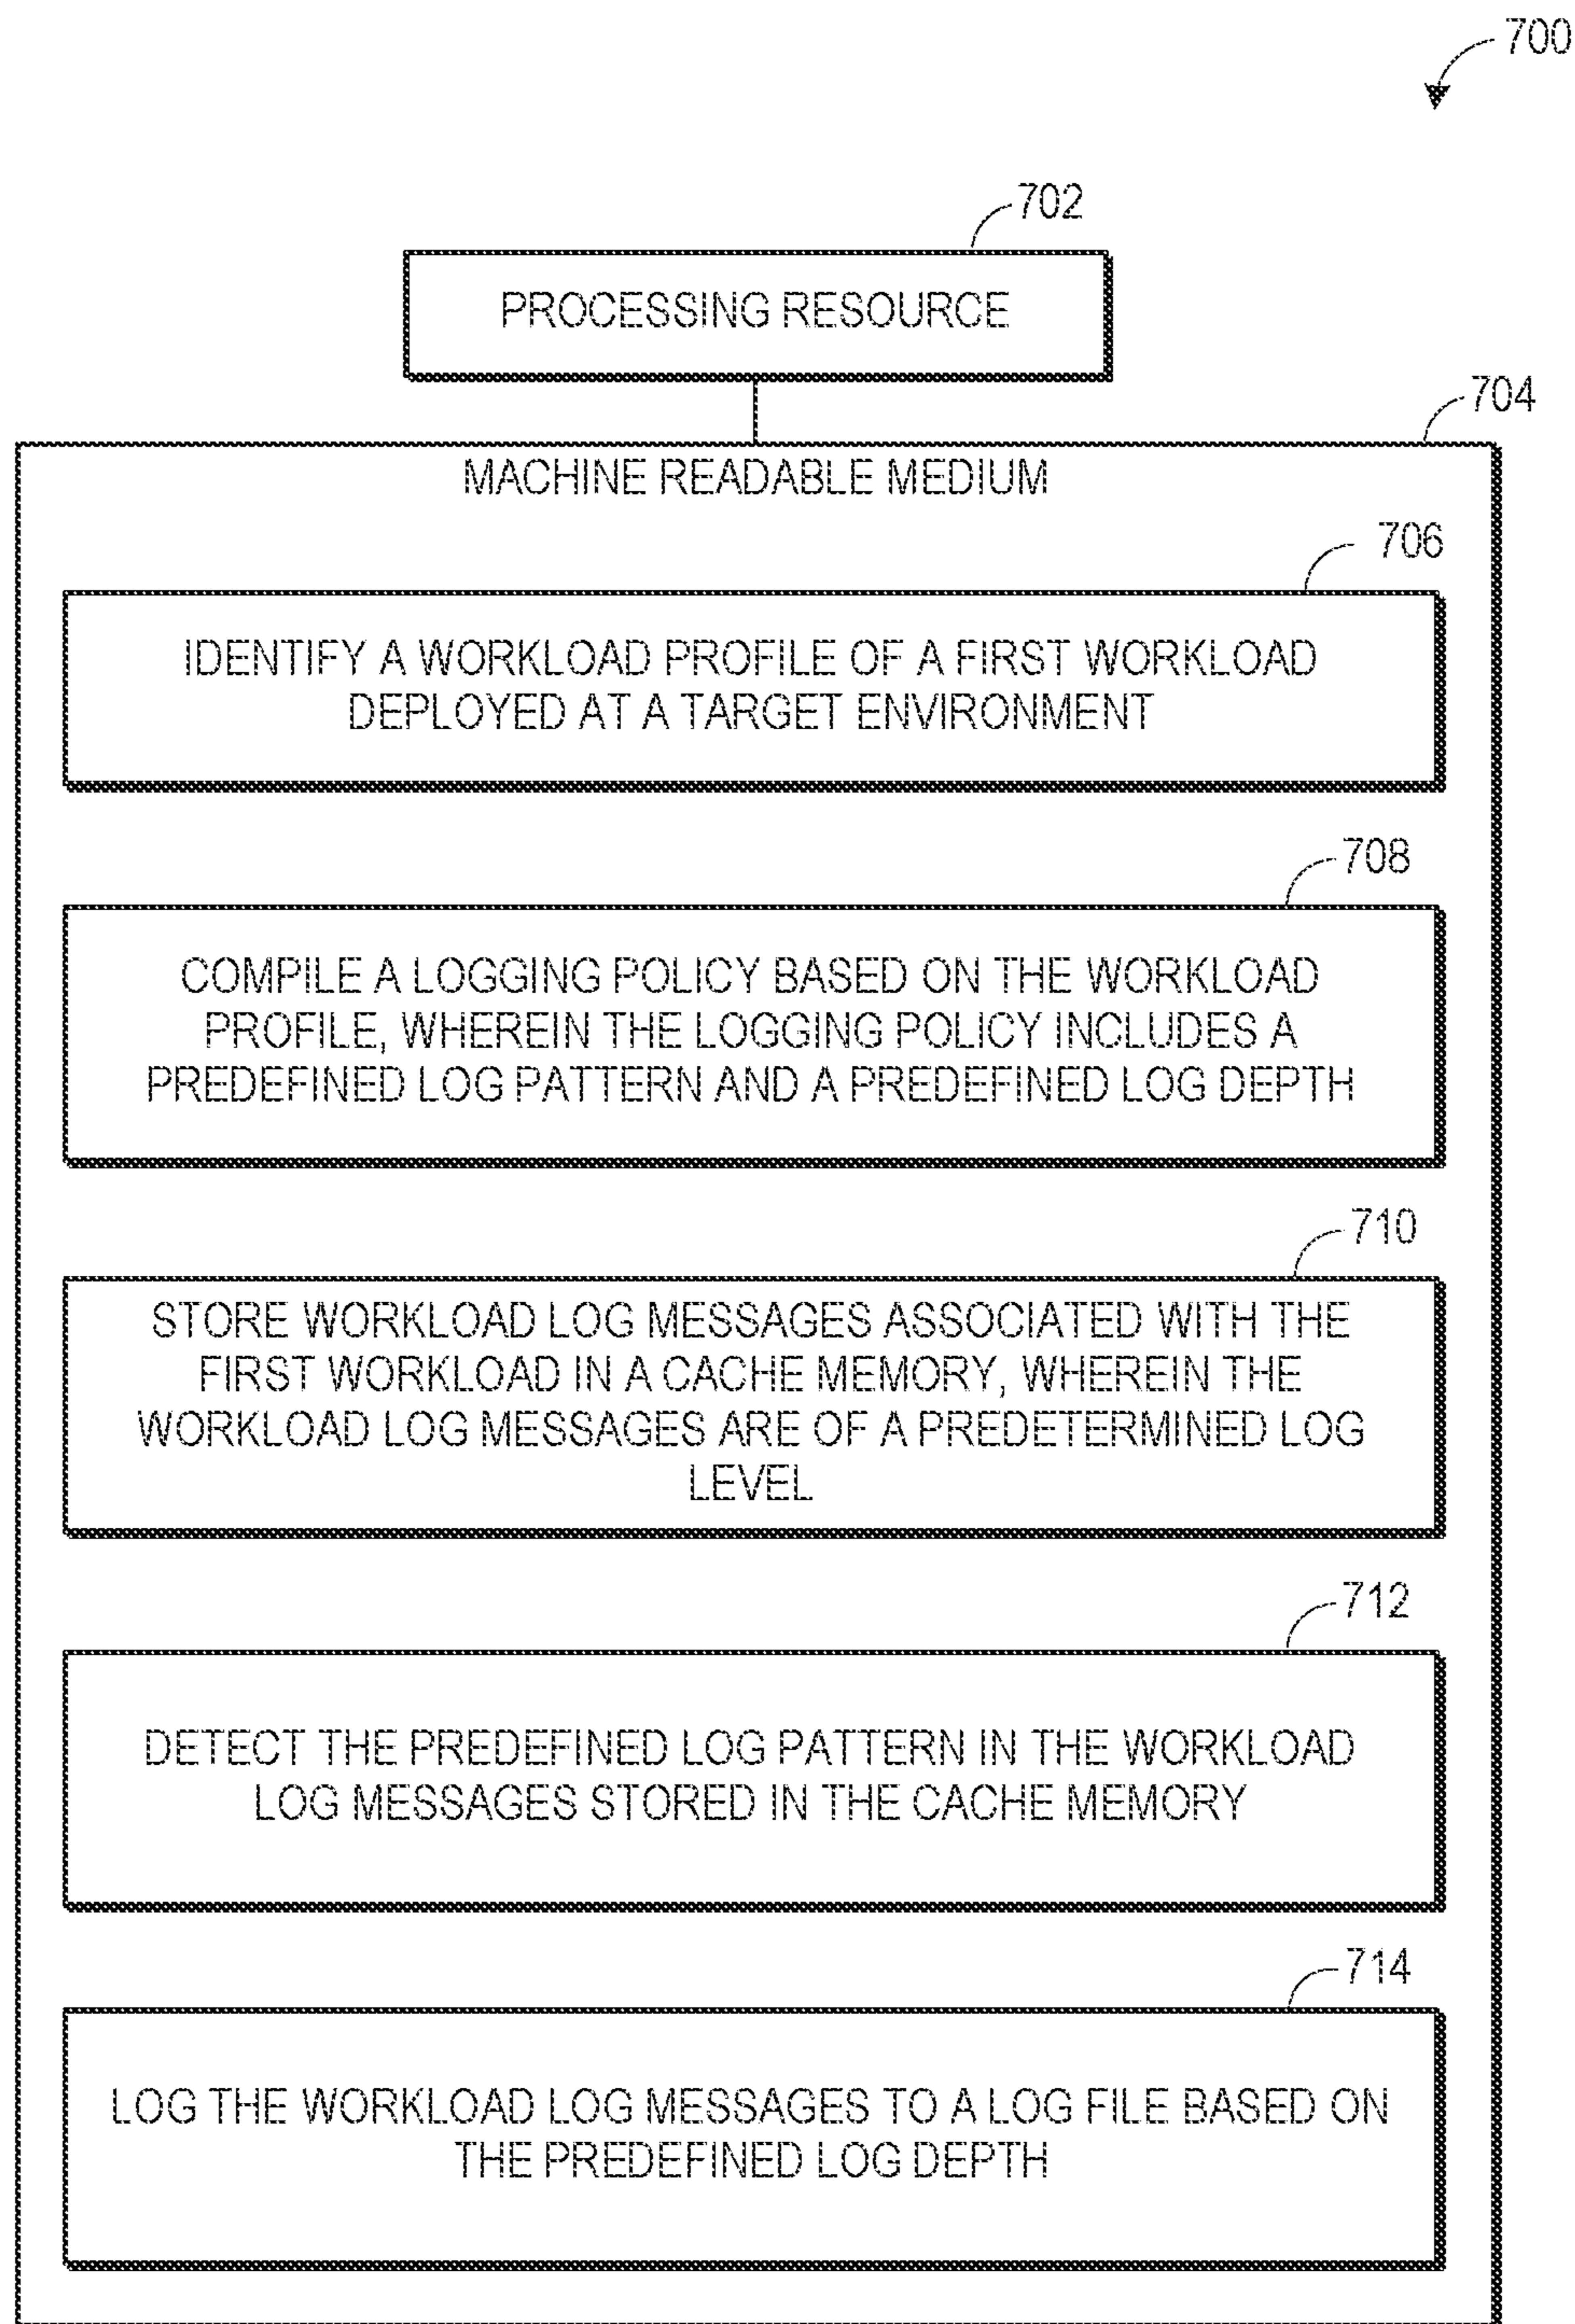 700
702
PROCESSING RESOURCE
704
MACHINE READABLE MEDIUM
706
IDENTIFY A WORKLOAD PROFILE OF A FIRST WORKLOAD
DEPLOYED AT A TARGET ENVIRONMENT
708
COMPILE A LOGGING POLICY BASED ON THE WORKLOAD
PROFILE, WHEREIN THE LOGGING POLICY INCLUDES A
PREDEFINED LOG PATTERN AND A PREDEFINED LOG DEPTH
710
STORE WORKLOAD LOG MESSAGES ASSOCIATED WITH THE
FIRST WORKLOAD IN A CACHE MEMORY, WHEREIN THE
WORKLOAD LOG MESSAGES ARE OF A PREDETERMINED LOG
LEVEL
712
DETECT THE PREDEFINED LOG PATTERN IN THE WORKLOAD
LOG MESSAGES STORED IN THE CACHE MEMORY
714
LOG THE WORKLOAD LOG MESSAGES TO A LOG FILE BASED ON
THE PREDEFINED LOG DEPTH